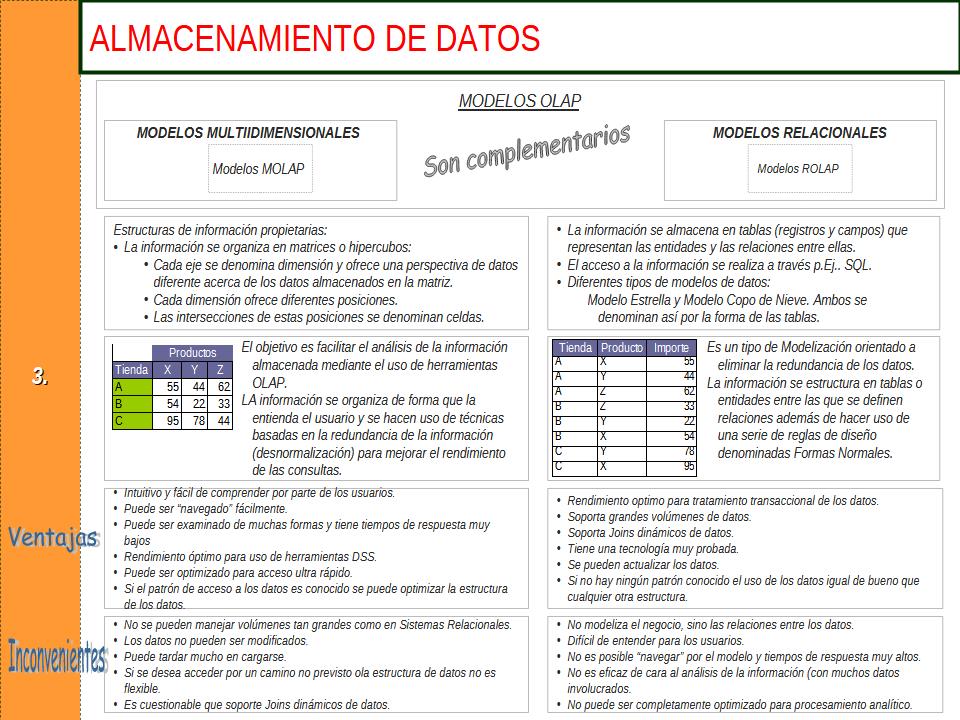 ALMACENAMIENTO DE DATOS
MODELOS OLAP
MODELOS MULTIIDIMENSIONALES
Modelos MOLAP
Son complementarios
MODELOS RELACIONALES
Modelos ROLAP
Estructuras de información propietarias:
• La información se organiza en matrices o hipercubos:
• Cada eje se denomina dimensión y ofrece una perspectiva de datos
diferente acerca de los datos almacenados en la matriz.
• Cada dimensión ofrece diferentes posiciones.
• Las intersecciones de estas posiciones se denominan celdas.
• La información se almacena en tablas (registros y campos) que
representan las entidades y las relaciones entre ellas.
• El acceso a la información se realiza a través p.Ej.. SQL.
• Diferentes tipos de modelos de datos:
Modelo Estrella y Modelo Copo de Nieve. Ambos se
denominan así por la forma de las tablas.
3.
Productos
Tienda X Y Z
A 55 44 62
B 54 22 33
C 95 78 44
El objetivo es facilitar el análisis de la información
almacenada mediante el uso de herramientas
OLAP.
LA información se organiza de forma que la
entienda el usuario y se hacen uso de técnicas
basadas en la redundancia de la información
(desnormalización) para mejorar el rendimiento
de las consultas.
Tienda Producto Importe
A X 55
A Y 44
A Z 62
B Z 33
B Y 22
B X 54
C Y 78
C X 95
Es un tipo de Modelización orientado a
eliminar la redundancia de los datos.
La información se estructura en tablas o
entidades entre las que se definen
relaciones además de hacer uso de
una serie de reglas de diseño
denominadas Formas Normales.
Ventajas
• Intuitivo y fácil de comprender por parte de los usuarios.
• Puede ser “navegado” fácilmente.
• Puede ser examinado de muchas formas y tiene tiempos de respuesta muy
bajos
• Rendimiento óptimo para uso de herramientas DSS.
• Puede ser optimizado para acceso ultra rápido.
• Si el patrón de acceso a los datos es conocido se puede optimizar la estructura
de los datos.
• Rendimiento optimo para tratamiento transaccional de los datos.
• Soporta grandes volúmenes de datos.
• Soporta Joins dinámicos de datos.
• Tiene una tecnología muy probada.
• Se pueden actualizar los datos.
• Si no hay ningún patrón conocido el uso de los datos igual de bueno que
cualquier otra estructura.
Inconvenientes
• No se pueden manejar volúmenes tan grandes como en Sistemas Relacionales.
• Los datos no pueden ser modificados.
• Puede tardar mucho en cargarse.
• Si se desea acceder por un camino no previsto ola estructura de datos no es
flexible.
• Es cuestionable que soporte Joins dinámicos de datos.
• No modeliza el negocio, sino las relaciones entre los datos.
• Difícil de entender para los usuarios.
• No es posible “navegar” por el modelo y tiempos de respuesta muy altos.
• No es eficaz de cara al análisis de la información (con muchos datos
involucrados.
• No puede ser completamente optimizado para procesamiento analítico.